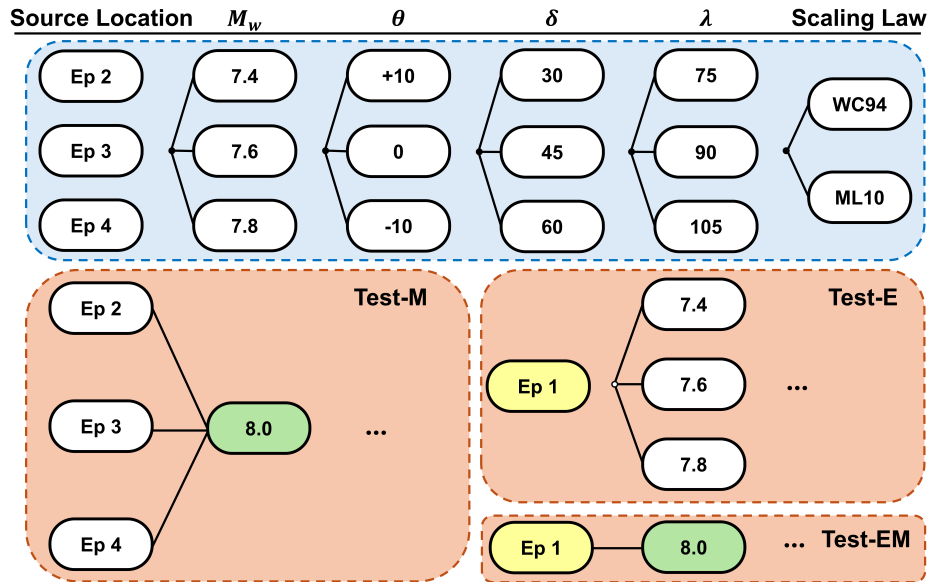 Source Location M_w θ δ λ Scaling Law
Ep 2 7.4 +10 30 75
WC94
Ep 3 7.6 0 45 90
ML10
Ep 4 7.8 -10 60 105
Test-M
Ep 2
Ep 3 8.0 ...
Ep 4
Test-E
7.4
Ep 1 7.6 ...
7.8
Ep 1 8.0 ... Test-EM